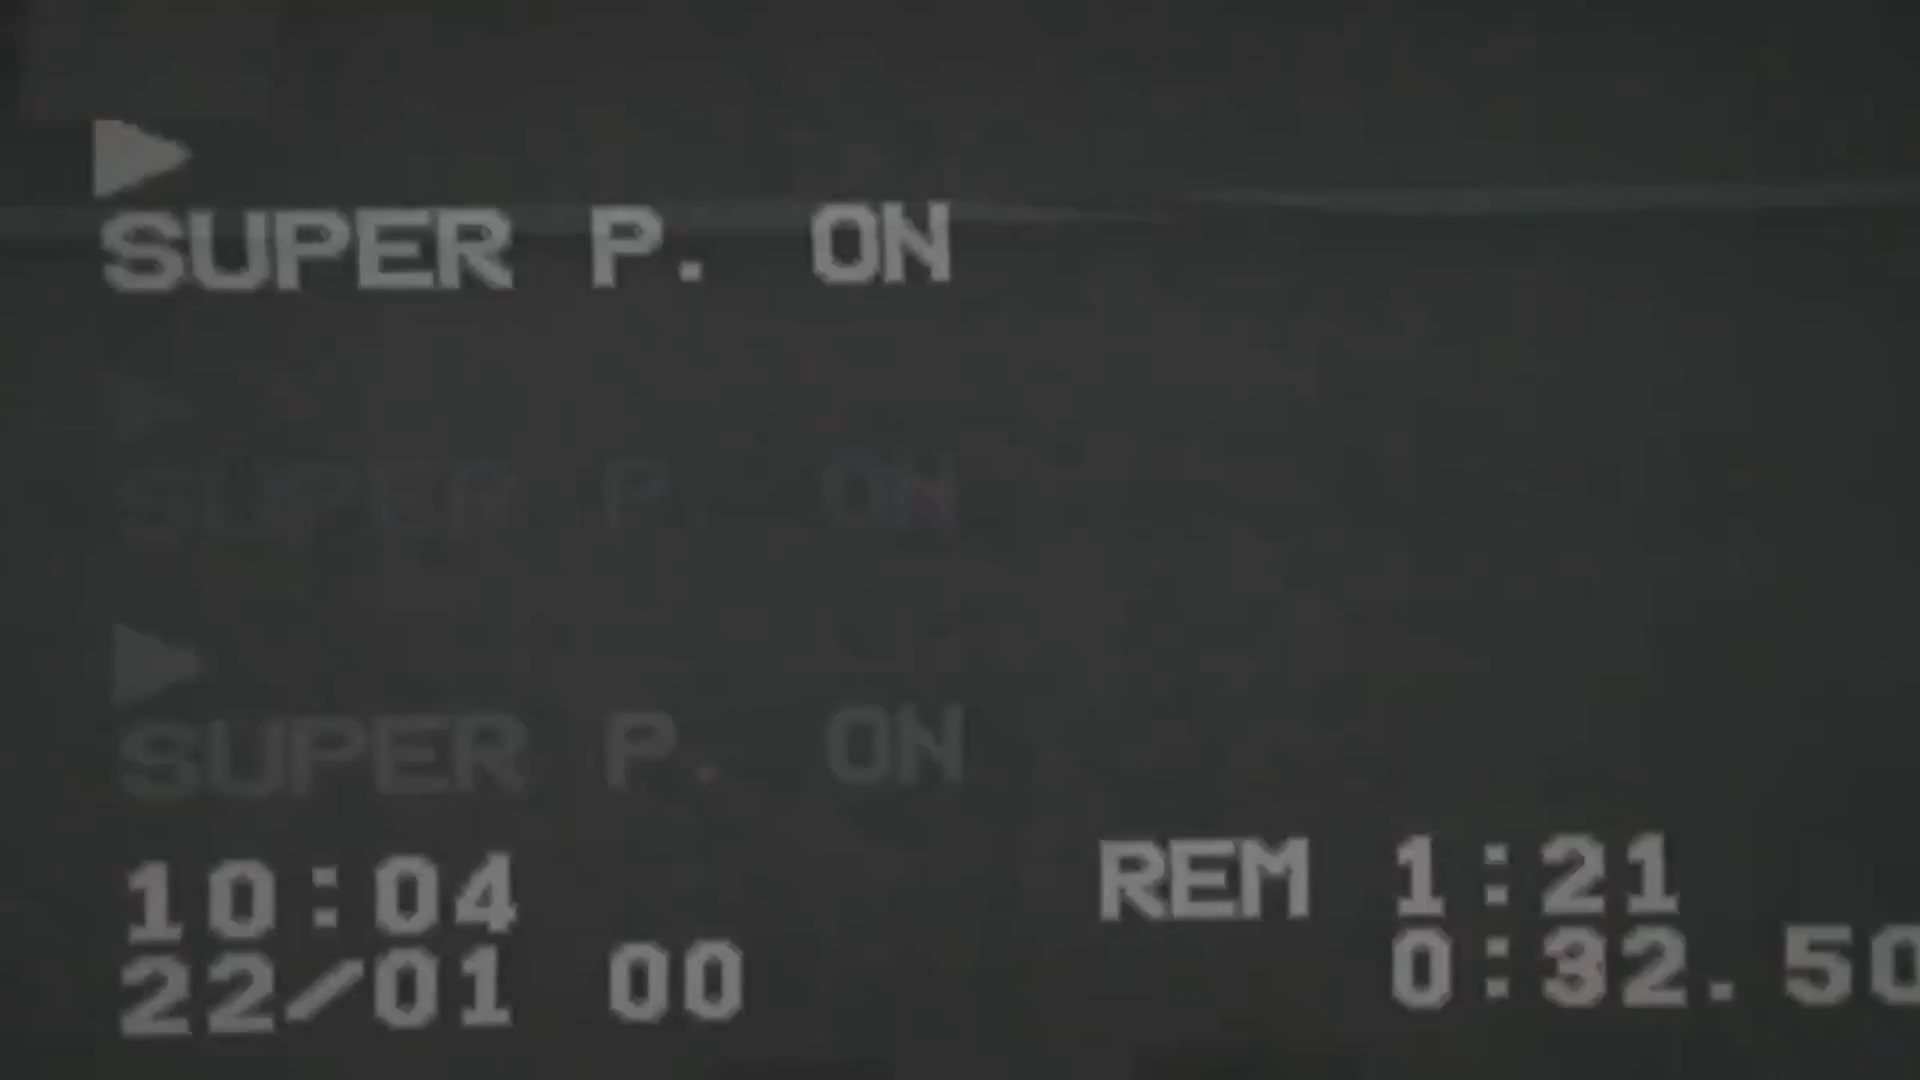 SUPER P. ON
SUPER P. ON
SUPER P. ON
10:04
22/01 00
REM 1:21
0:32.50